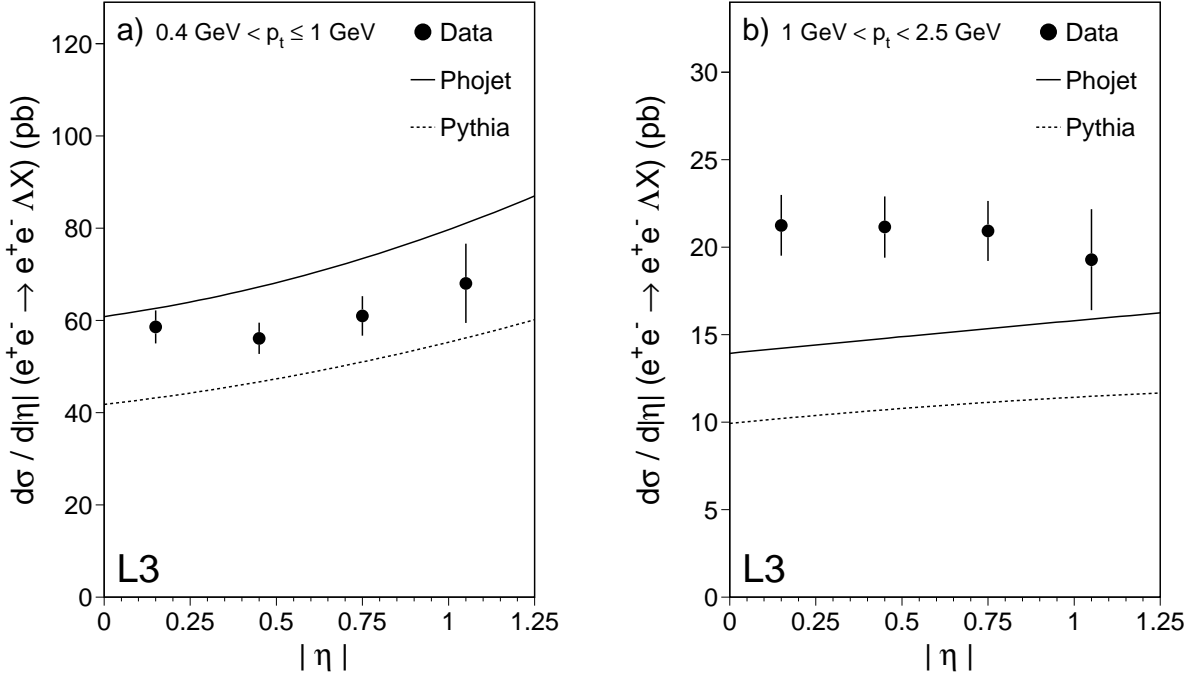 a) 0.4 GeV < pt ≤ 1 GeV
Data
Phojet
Pythia
dσ / d|η| (e+e- → e+e- ΛX) (pb)
120
100
80
60
40
20
0
L3
0 0.25 0.5 0.75 1 1.25
| η |
b) 1 GeV < pt < 2.5 GeV
Data
Phojet
Pythia
dσ / d|η| (e+e- → e+e- ΛX) (pb)
30
25
20
15
10
5
0
L3
0 0.25 0.5 0.75 1 1.25
| η |